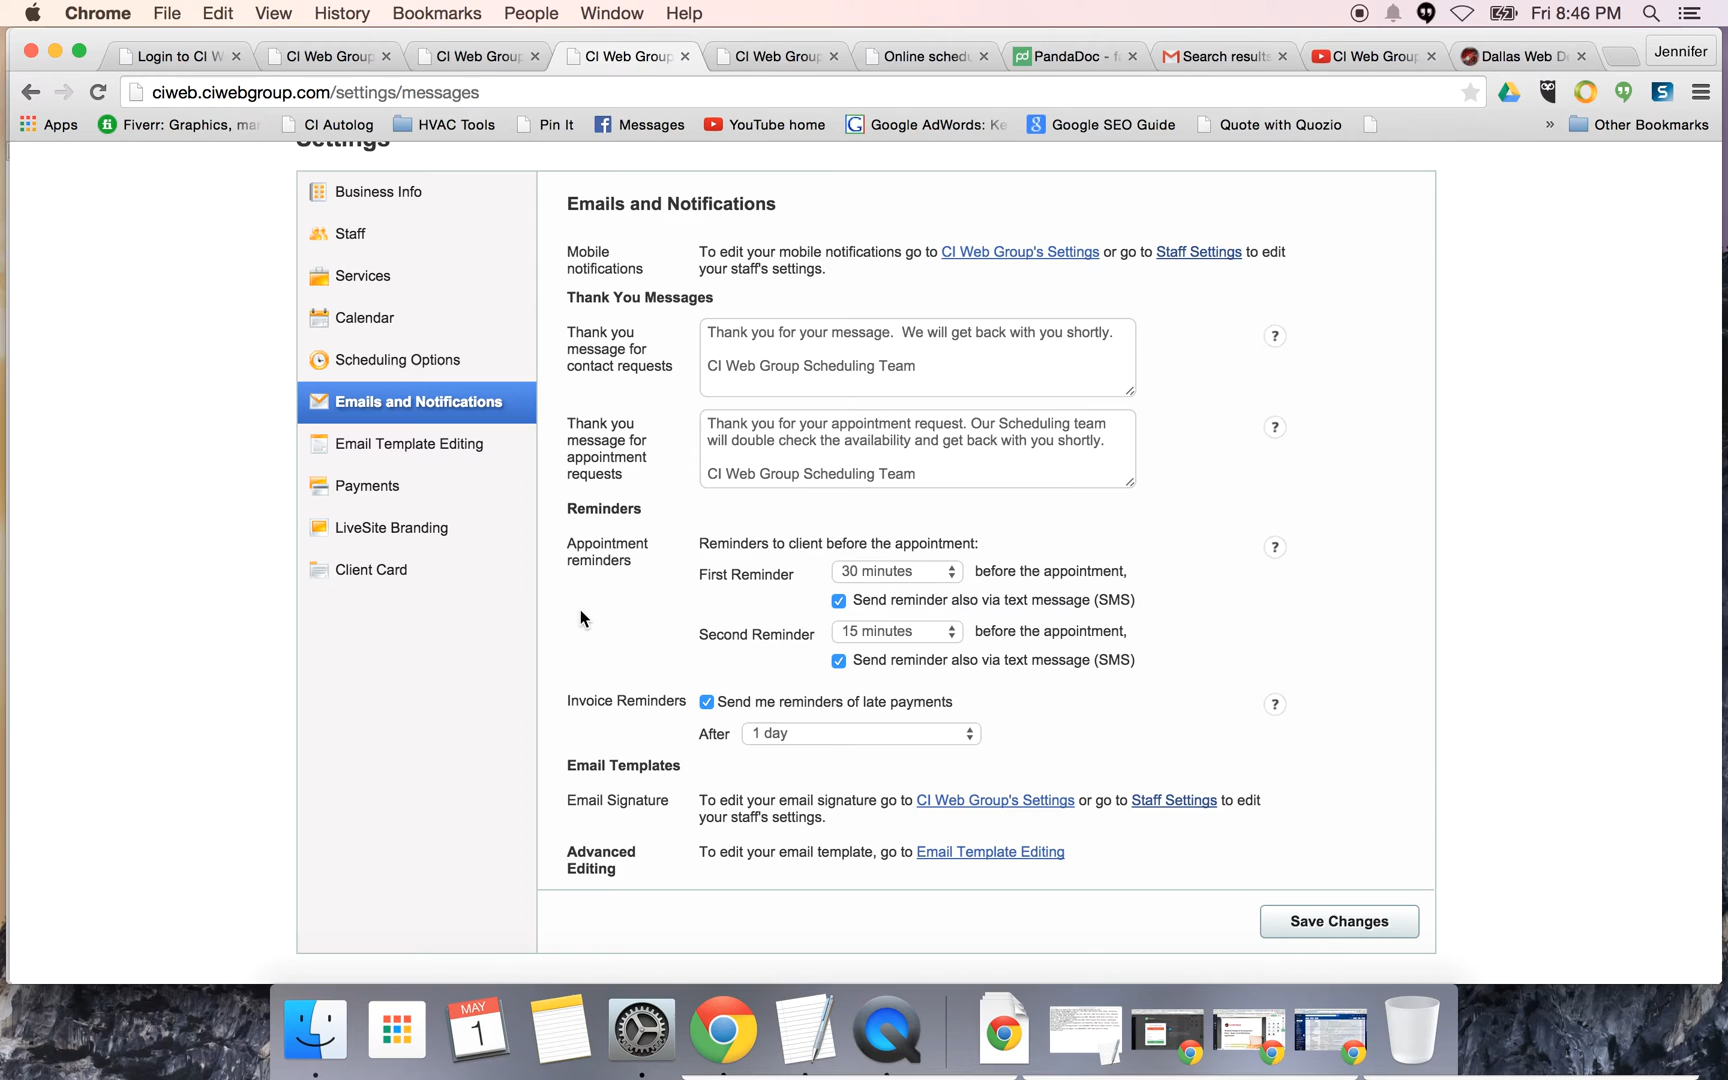 Chrome File Edit View History Bookmarks People Window Help Fri 8:46 PM
Login to CI W CI Web Group CI Web Group CI Web Group CI Web Group Online schedu PandaDoc - Search results CI Web Group Dallas Web D Jennifer
ciweb.ciwebgroup.com/settings/messages
Apps Fiverr: Graphics, mar CI Autolog HVAC Tools Pin It Messages YouTube home Google AdWords: Ke Google SEO Guide Quote with Quozio » Other Bookmarks
Settings
Business Info
Staff
Services
Calendar
Scheduling Options
Emails and Notifications
Email Template Editing
Payments
LiveSite Branding
Client Card
Emails and Notifications
Mobile notifications
To edit your mobile notifications go to CI Web Group's Settings or go to Staff Settings to edit
your staff's settings.
Thank You Messages
Thank you
message for
contact requests
Thank you for your message.  We will get back with you shortly.
CI Web Group Scheduling Team
?
Thank you
message for
appointment
requests
Thank you for your appointment request. Our Scheduling team
will double check the availability and get back with you shortly.
CI Web Group Scheduling Team
?
Reminders
Appointment
reminders
Reminders to client before the appointment:
?
First Reminder 30 minutes before the appointment,
Send reminder also via text message (SMS)
Second Reminder 15 minutes before the appointment,
Send reminder also via text message (SMS)
Invoice Reminders Send me reminders of late payments ?
After 1 day
Email Templates
Email Signature
To edit your email signature go to CI Web Group's Settings or go to Staff Settings to edit
your staff's settings.
Advanced
Editing
To edit your email template, go to Email Template Editing
Save Changes
MAY
1